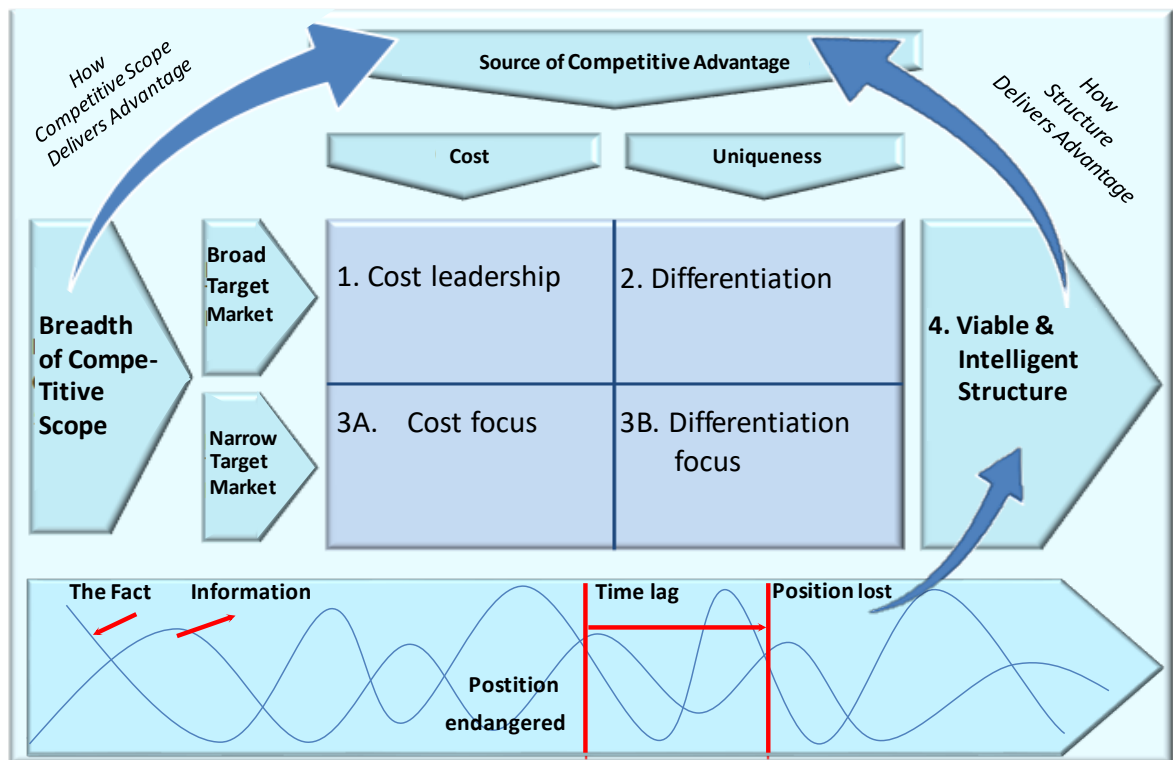 How
Competitive Scope
Delivers Advantage
Source of Competitive Advantage
How
Structure
Delivers Advantage
Cost
Uniqueness
Breadth
of Compe-
Titive
Scope
Broad
Target
Market
1. Cost leadership
2. Differentiation
4. Viable &
Intelligent
Structure
Narrow
Target
Market
3A. Cost focus
3B. Differentiation
focus
The Fact
Information
Time lag
Position lost
Postition
endangered